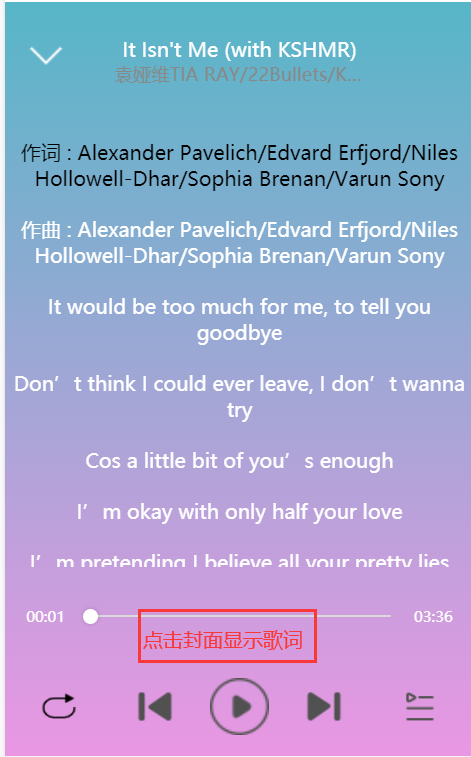 It Isn't Me (with KSHMR)
袁娅维TIA RAY/22Bullets/K...
作词 : Alexander Pavelich/Edvard Erfjord/Niles
Hollowell-Dhar/Sophia Brenan/Varun Sony
作曲 : Alexander Pavelich/Edvard Erfjord/Niles
Hollowell-Dhar/Sophia Brenan/Varun Sony
It would be too much for me, to tell you
goodbye
Don’t think I could ever leave, I don’t wanna
try
Cos a little bit of you’s enough
I’m okay with only half your love
I’m pretending I believe all your pretty lies
00:01
03:36
点击封面显示歌词